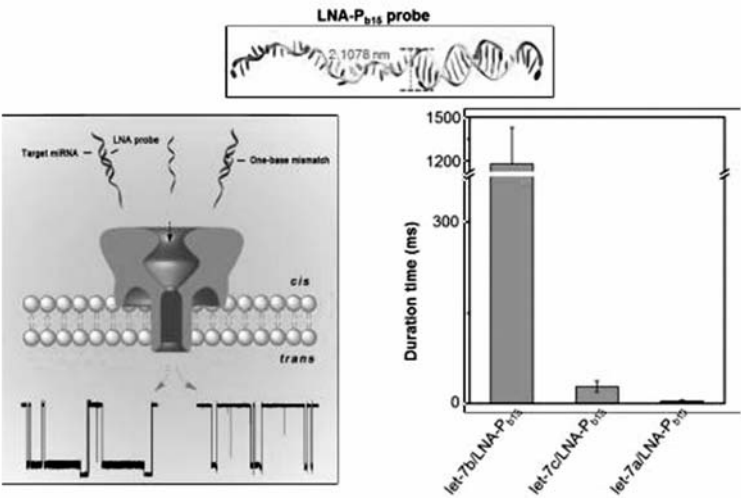 LNA-Pb15 probe
2.1078 nm
LNA probe
Target miRNA
One-base mismatch
cis
trans
1500
1200
300
0
Duration time (ms)
let-7b/LNA-Pb15
let-7c/LNA-Pb15
let-7a/LNA-Pb15